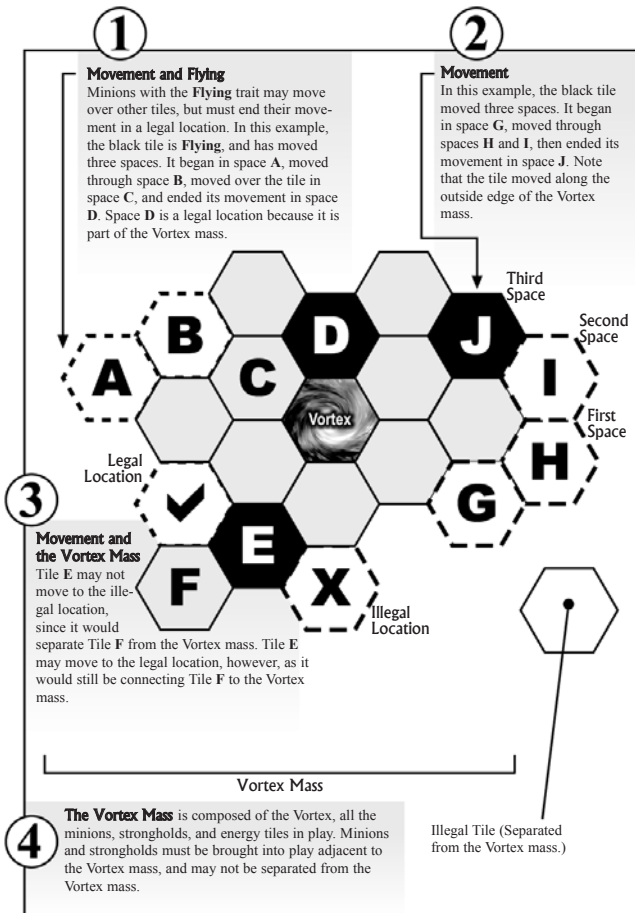 1
Movement and Flying
Minions with the Flying trait may move
over other tiles, but must end their move-
ment in a legal location. In this example,
the black tile is Flying, and has moved
three spaces. It began in space A, moved
through space B, moved over the tile in
space C, and ended its movement in space
D. Space D is a legal location because it is
part of the Vortex mass.
2
Movement
In this example, the black tile
moved three spaces. It began
in space G, moved through
spaces H and I, then ended its
movement in space J. Note
that the tile moved along the
outside edge of the Vortex
mass.
Third
Space
Second
Space
First
Space
A
B
C
D
J
I
H
G
Vortex
Legal
Location
E
F
X
Illegal
Location
3
Movement and
the Vortex Mass
Tile E may not
move to the ille-
gal location,
since it would
separate Tile F from the Vortex mass. Tile E
may move to the legal location, however, as it
would still be connecting Tile F to the Vortex
mass.
Vortex Mass
4
The Vortex Mass is composed of the Vortex, all the
minions, strongholds, and energy tiles in play. Minions
and strongholds must be brought into play adjacent to
the Vortex mass, and may not be separated from the
Vortex mass.
Illegal Tile (Separated
from the Vortex mass.)